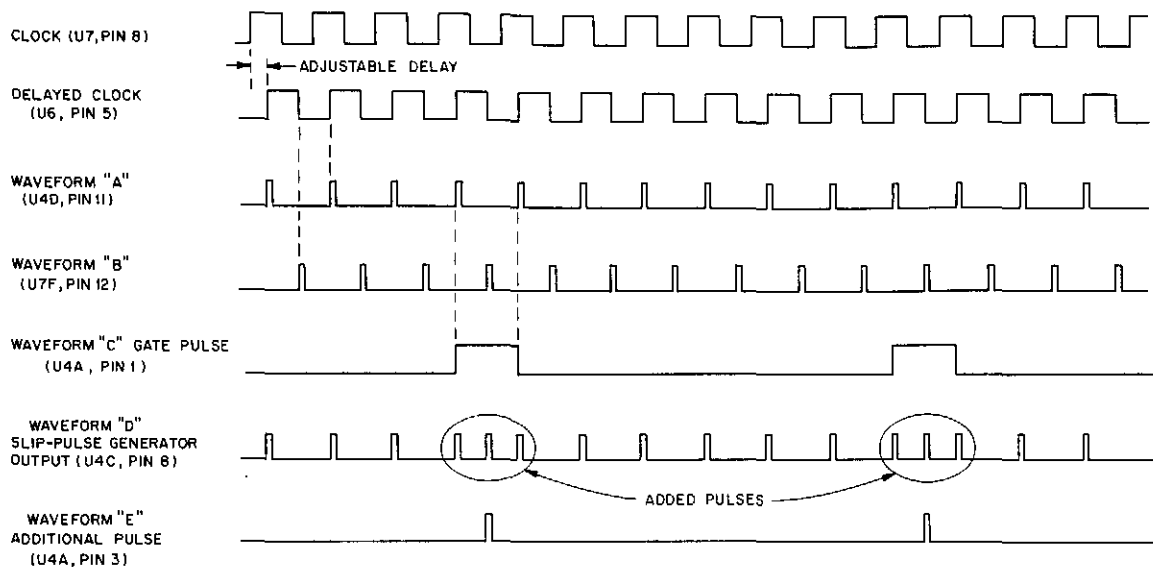 CLOCK (U7, PIN 8)
ADJUSTABLE DELAY
DELAYED CLOCK
(U6, PIN 5)
WAVEFORM "A"
(U4D, PIN 11)
WAVEFORM "B"
(U7F, PIN 12)
WAVEFORM "C" GATE PULSE
(U4A, PIN 1)
WAVEFORM "D"
SLIP-PULSE GENERATOR
OUTPUT (U4C, PIN 8)
ADDED PULSES
WAVEFORM "E"
ADDITIONAL PULSE
(U4A, PIN 3)